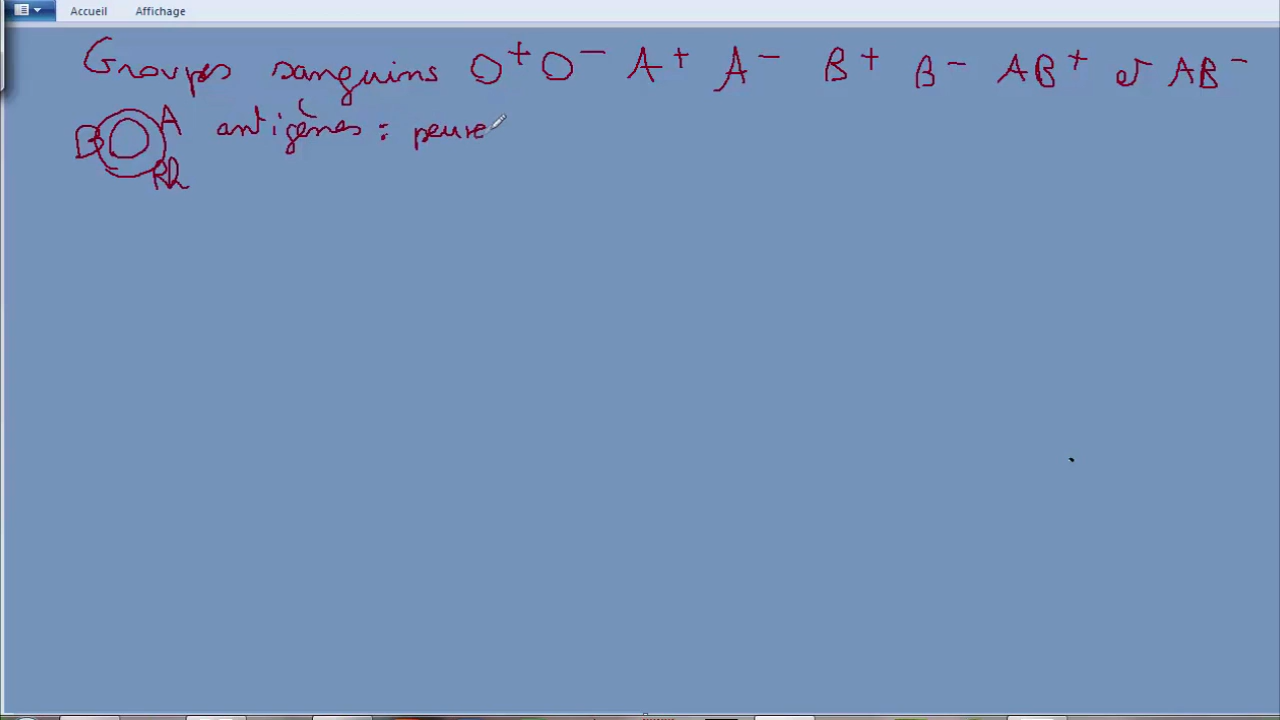 Accueil Affichage
Groupes sanguins O+ O- A+ A- B+ B- AB+ et AB-
B A Rh antigènes : peuve